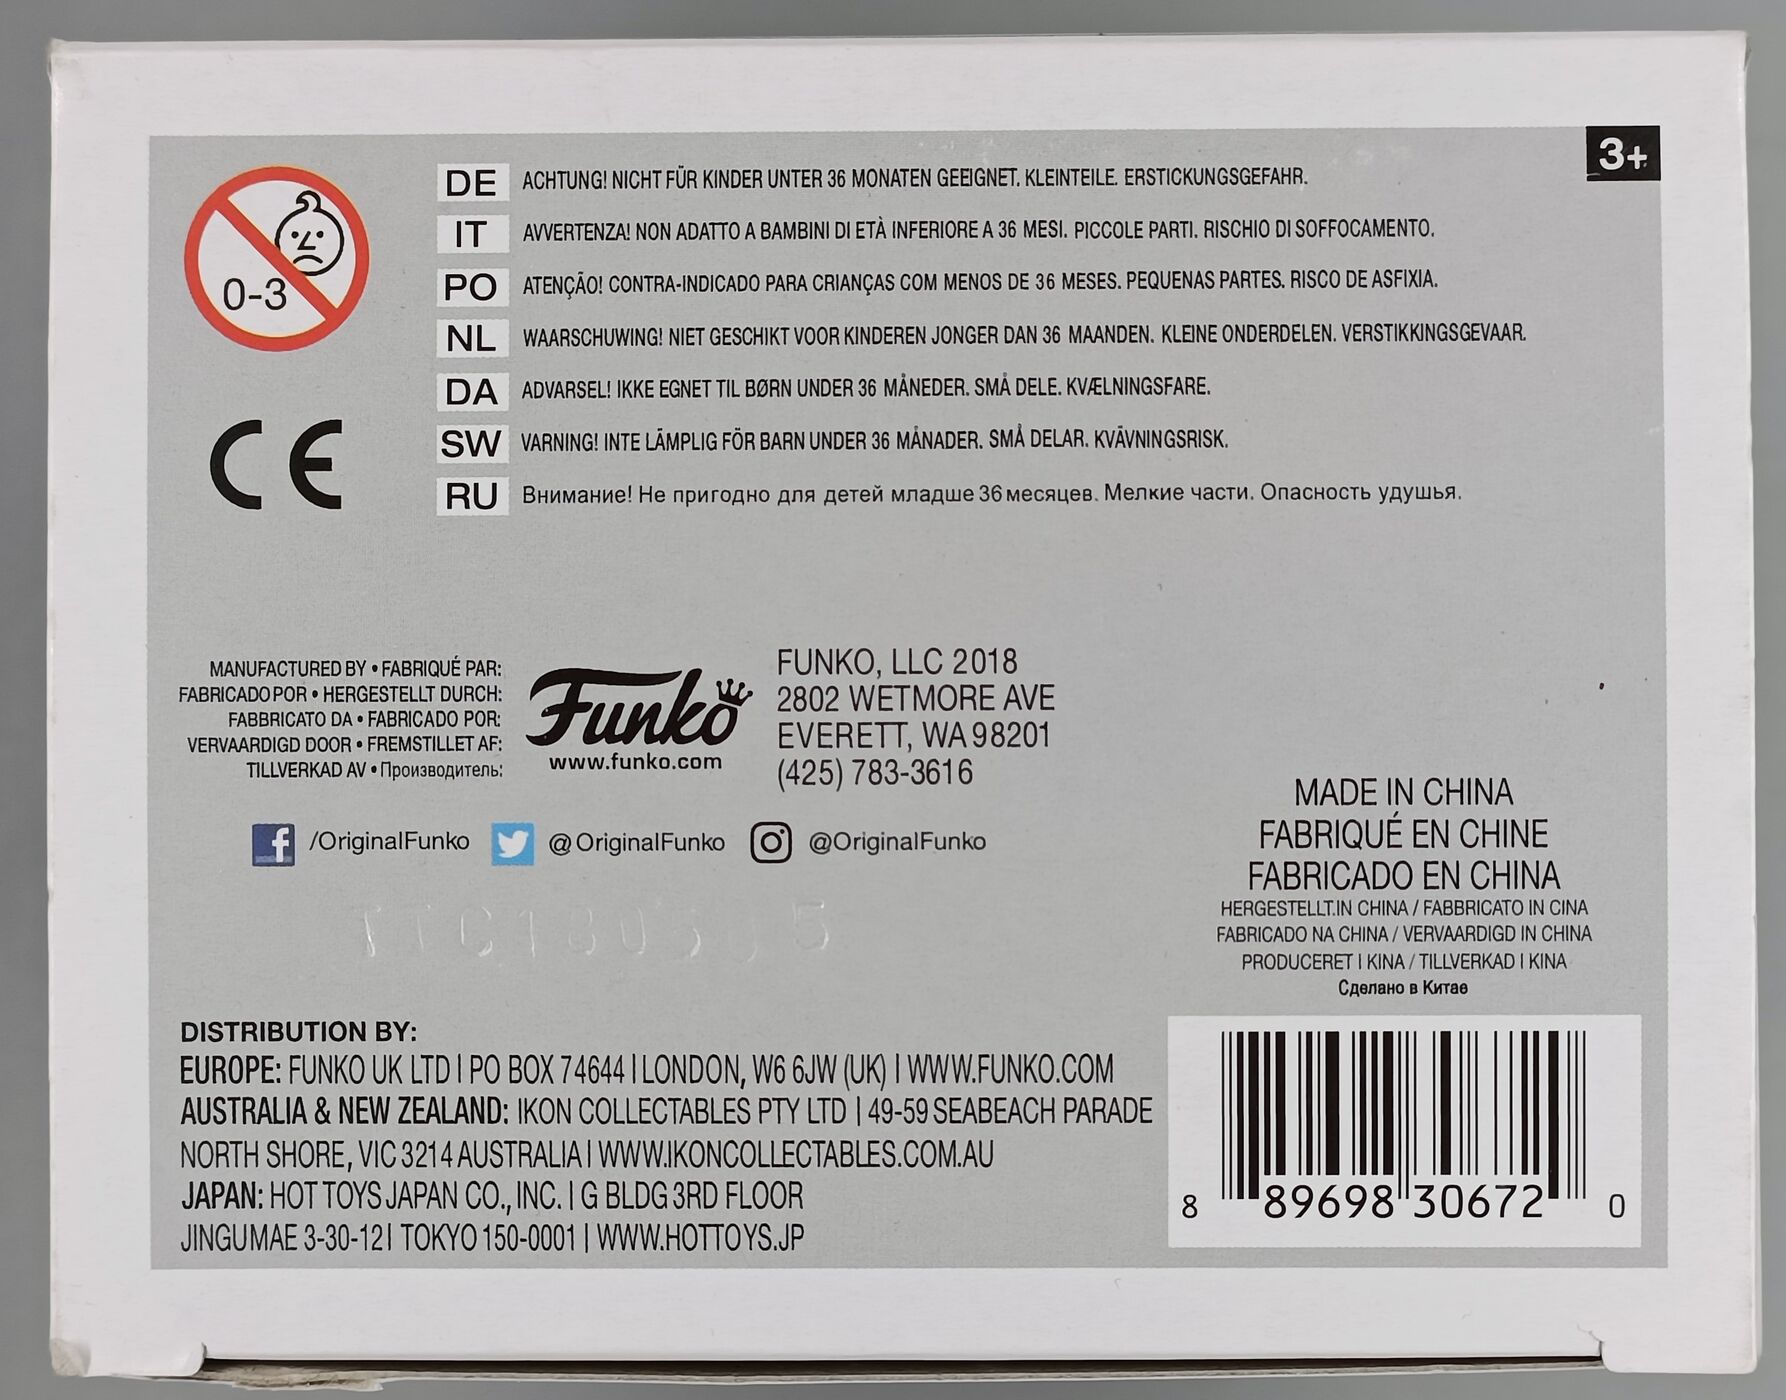 3+
0-3
DE ACHTUNG! NICHT FÜR KINDER UNTER 36 MONATEN GEEIGNET. KLEINTEILE. ERSTICKUNGSGEFAHR.
IT AVVERTENZA! NON ADATTO A BAMBINI DI ETÀ INFERIORE A 36 MESI. PICCOLE PARTI. RISCHIO DI SOFFOCAMENTO.
PO ATENÇÃO! CONTRA-INDICADO PARA CRIANÇAS COM MENOS DE 36 MESES. PEQUENAS PARTES. RISCO DE ASFIXIA.
NL WAARSCHUWING! NIET GESCHIKT VOOR KINDEREN JONGER DAN 36 MAANDEN. KLEINE ONDERDELEN. VERSTIKKINGSGEVAAR.
DA ADVARSEL! IKKE EGNET TIL BØRN UNDER 36 MÅNEDER. SMÅ DELE. KVÆLNINGSFARE.
SW VARNING! INTE LÄMPLIG FÖR BARN UNDER 36 MÅNADER. SMÅ DELAR. KVÄVNINGSRISK.
RU Внимание! Не пригодно для детей младше 36 месяцев. Мелкие части. Опасность удушья.
CE
MANUFACTURED BY • FABRIQUÉ PAR:
FABRICADO POR • HERGESTELLT DURCH:
FABBRICATO DA • FABRICADO POR:
VERVAARDIGD DOOR • FREMSTILLET AF:
TILLVERKAD AV • Производитель:
Funko
www.funko.com
FUNKO, LLC 2018
2802 WETMORE AVE
EVERETT, WA 98201
(425) 783-3616
/OriginalFunko @OriginalFunko @OriginalFunko
MADE IN CHINA
FABRIQUÉ EN CHINE
FABRICADO EN CHINA
HERGESTELLT.IN CHINA / FABBRICATO IN CINA
FABRICADO NA CHINA / VERVAARDIGD IN CHINA
PRODUCERET I KINA / TILLVERKAD I KINA
Сделано в Китае
DISTRIBUTION BY:
EUROPE: FUNKO UK LTD | PO BOX 74644 | LONDON, W6 6JW (UK) | WWW.FUNKO.COM
AUSTRALIA & NEW ZEALAND: IKON COLLECTABLES PTY LTD | 49-59 SEABEACH PARADE
NORTH SHORE, VIC 3214 AUSTRALIA | WWW.IKONCOLLECTABLES.COM.AU
JAPAN: HOT TOYS JAPAN CO., INC. | G BLDG 3RD FLOOR
JINGUMAE 3-30-12 | TOKYO 150-0001 | WWW.HOTTOYS.JP
8 89698 30672 0